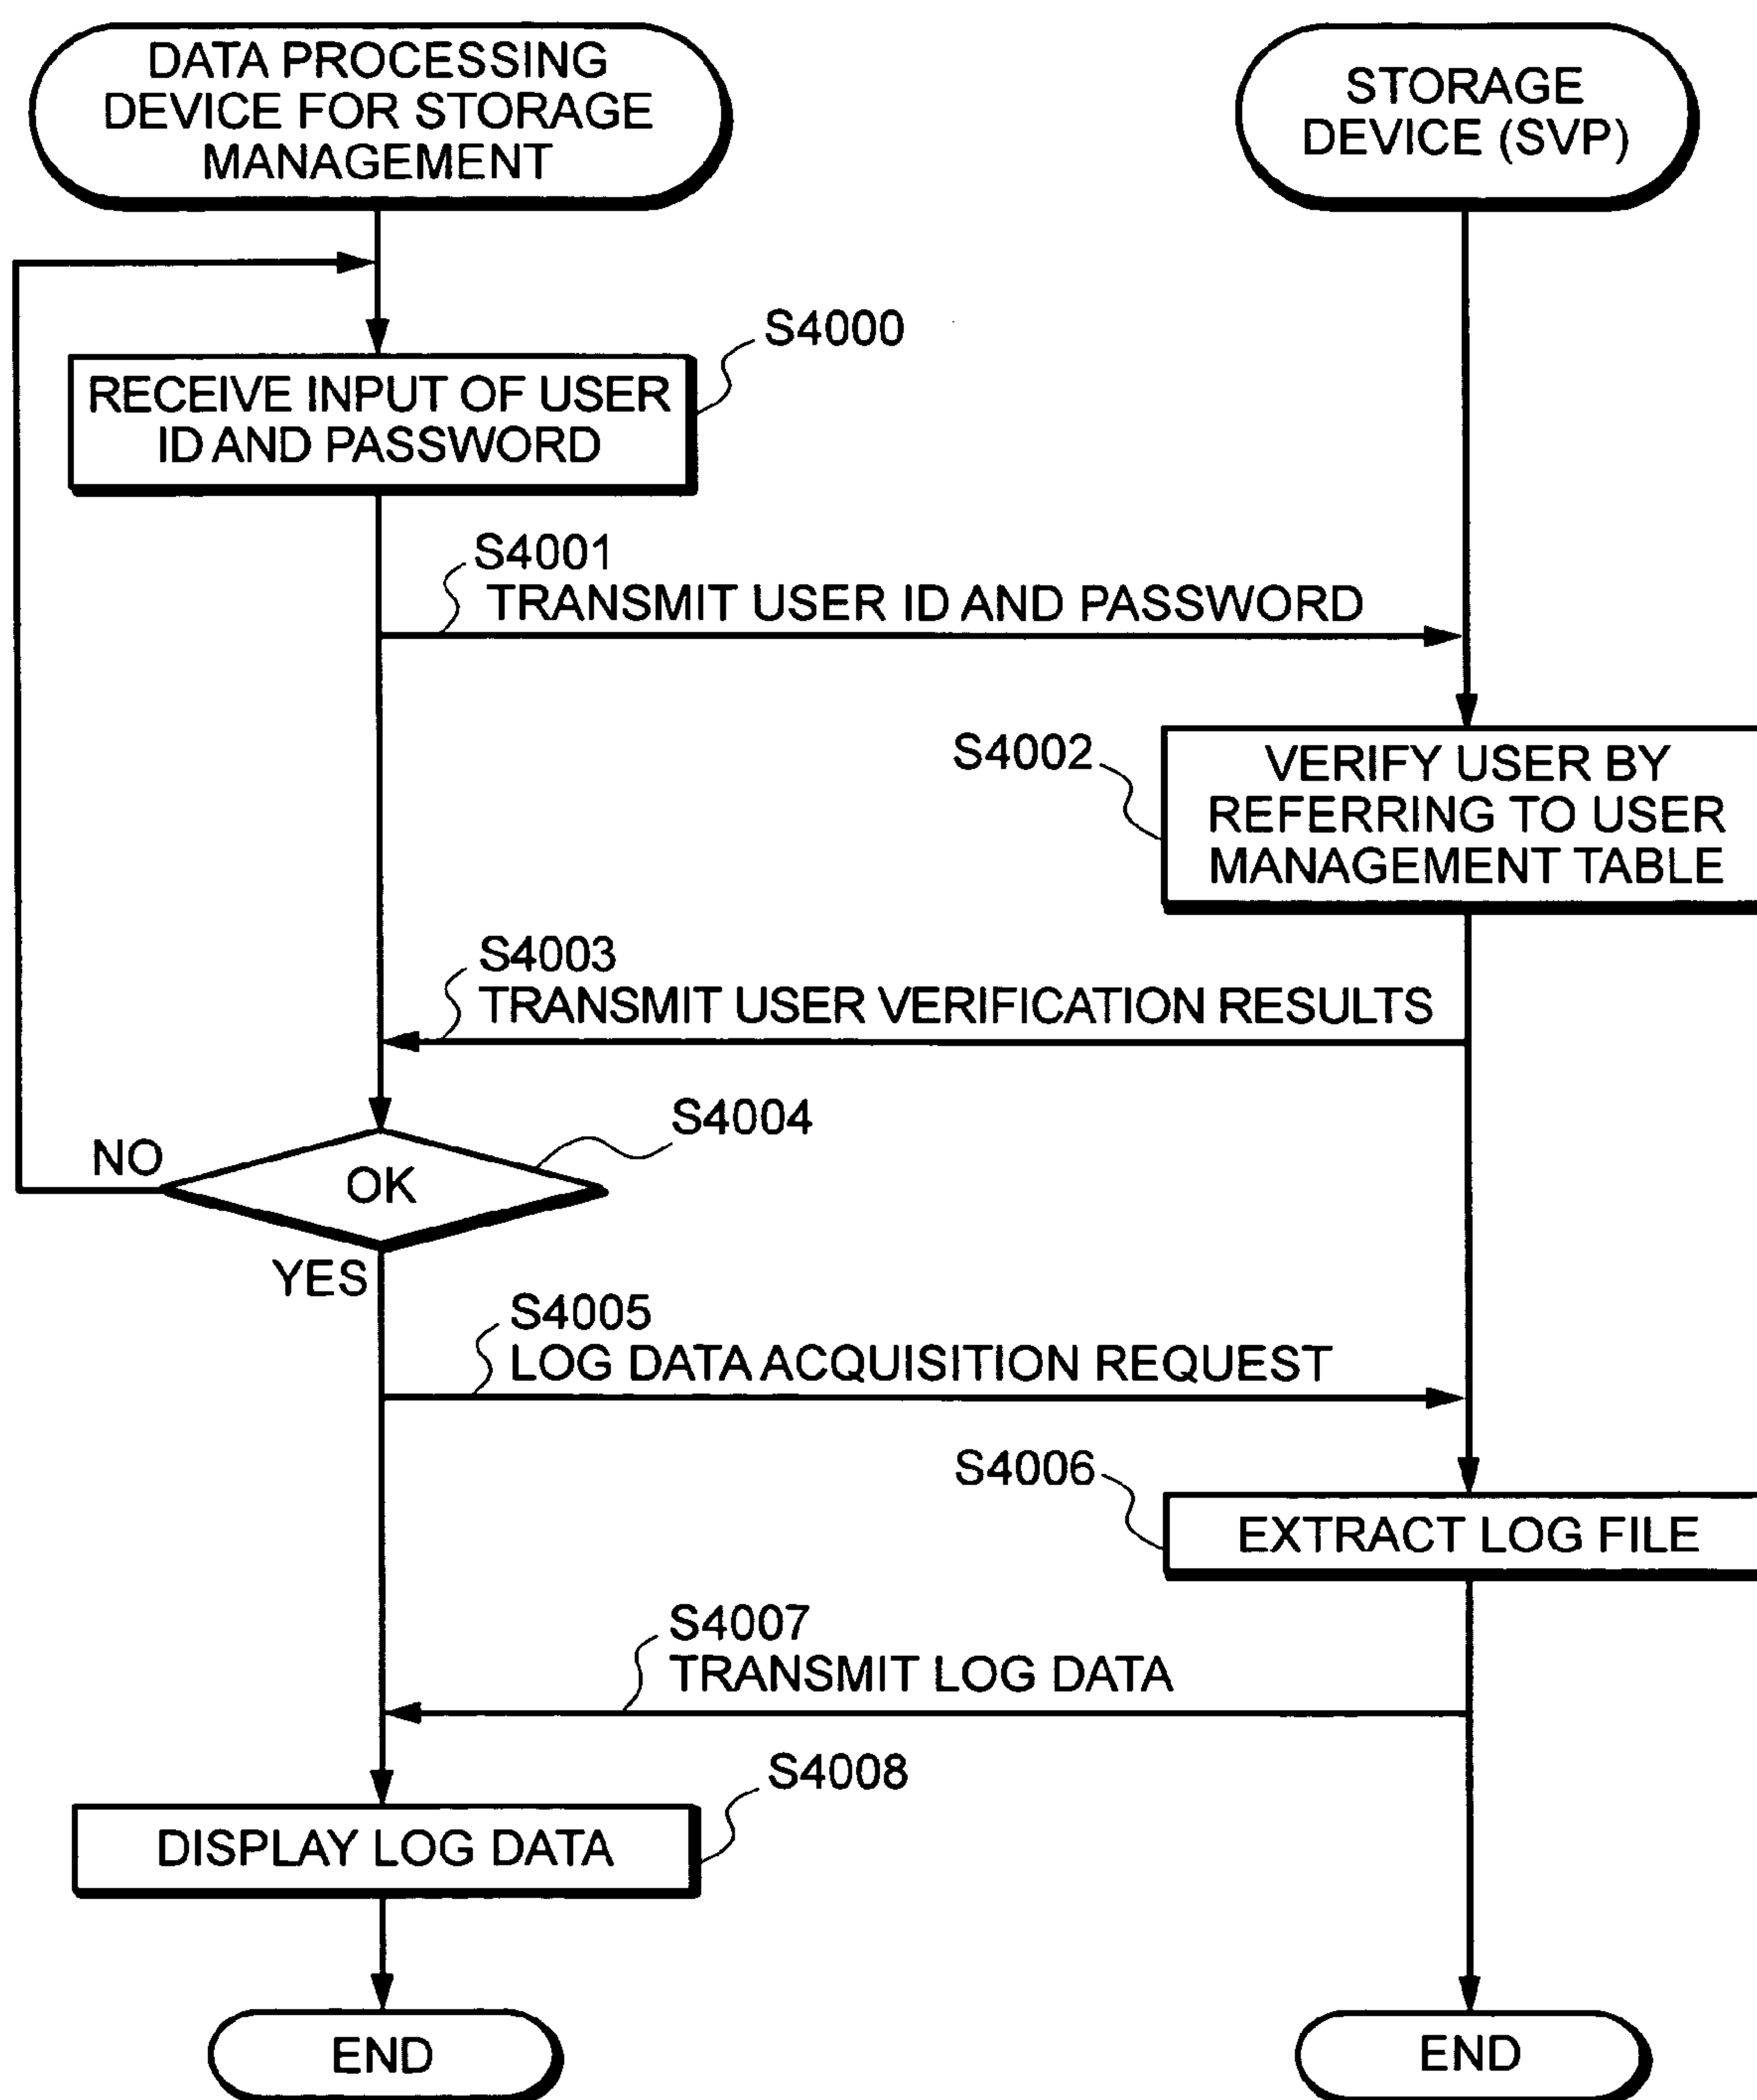 DATA PROCESSING
DEVICE FOR STORAGE
MANAGEMENT
STORAGE
DEVICE (SVP)
S4000
RECEIVE INPUT OF USER
ID AND PASSWORD
S4001
TRANSMIT USER ID AND PASSWORD
S4002
VERIFY USER BY
REFERRING TO USER
MANAGEMENT TABLE
S4003
TRANSMIT USER VERIFICATION RESULTS
S4004
NO
OK
YES
S4005
LOG DATA ACQUISITION REQUEST
S4006
EXTRACT LOG FILE
S4007
TRANSMIT LOG DATA
S4008
DISPLAY LOG DATA
END
END